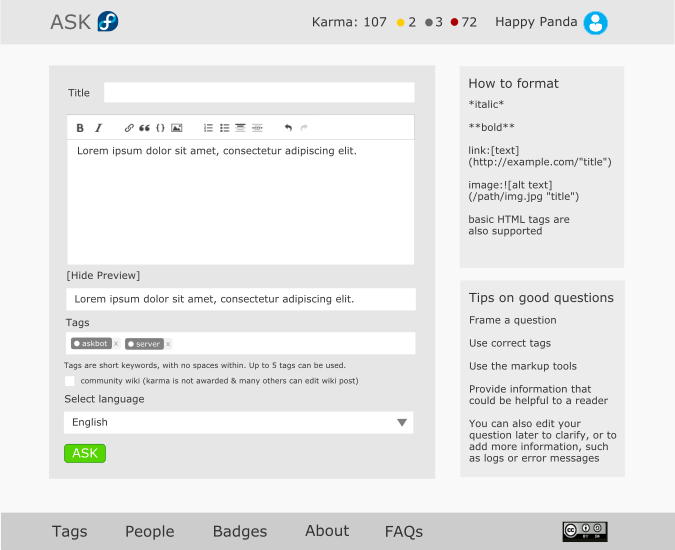 ASK
Karma: 107 2 3 72 Happy Panda
Title
B I
Lorem ipsum dolor sit amet, consectetur adipiscing elit.
[Hide Preview]
Lorem ipsum dolor sit amet, consectetur adipiscing elit.
Tags
askbot x server x
Tags are short keywords, with no spaces within. Up to 5 tags can be used.
community wiki (karma is not awarded & many others can edit wiki post)
Select language
English
ASK
How to format
*italic*
**bold**
link:[text]
(http://example.com/"title")
image:![alt text]
(/path/img.jpg "title")
basic HTML tags are
also supported
Tips on good questions
Frame a question
Use correct tags
Use the markup tools
Provide information that
could be helpful to a reader
You can also edit your
question later to clarify, or to
add more information, such
as logs or error messages
Tags People Badges About FAQs
cc
BY SA